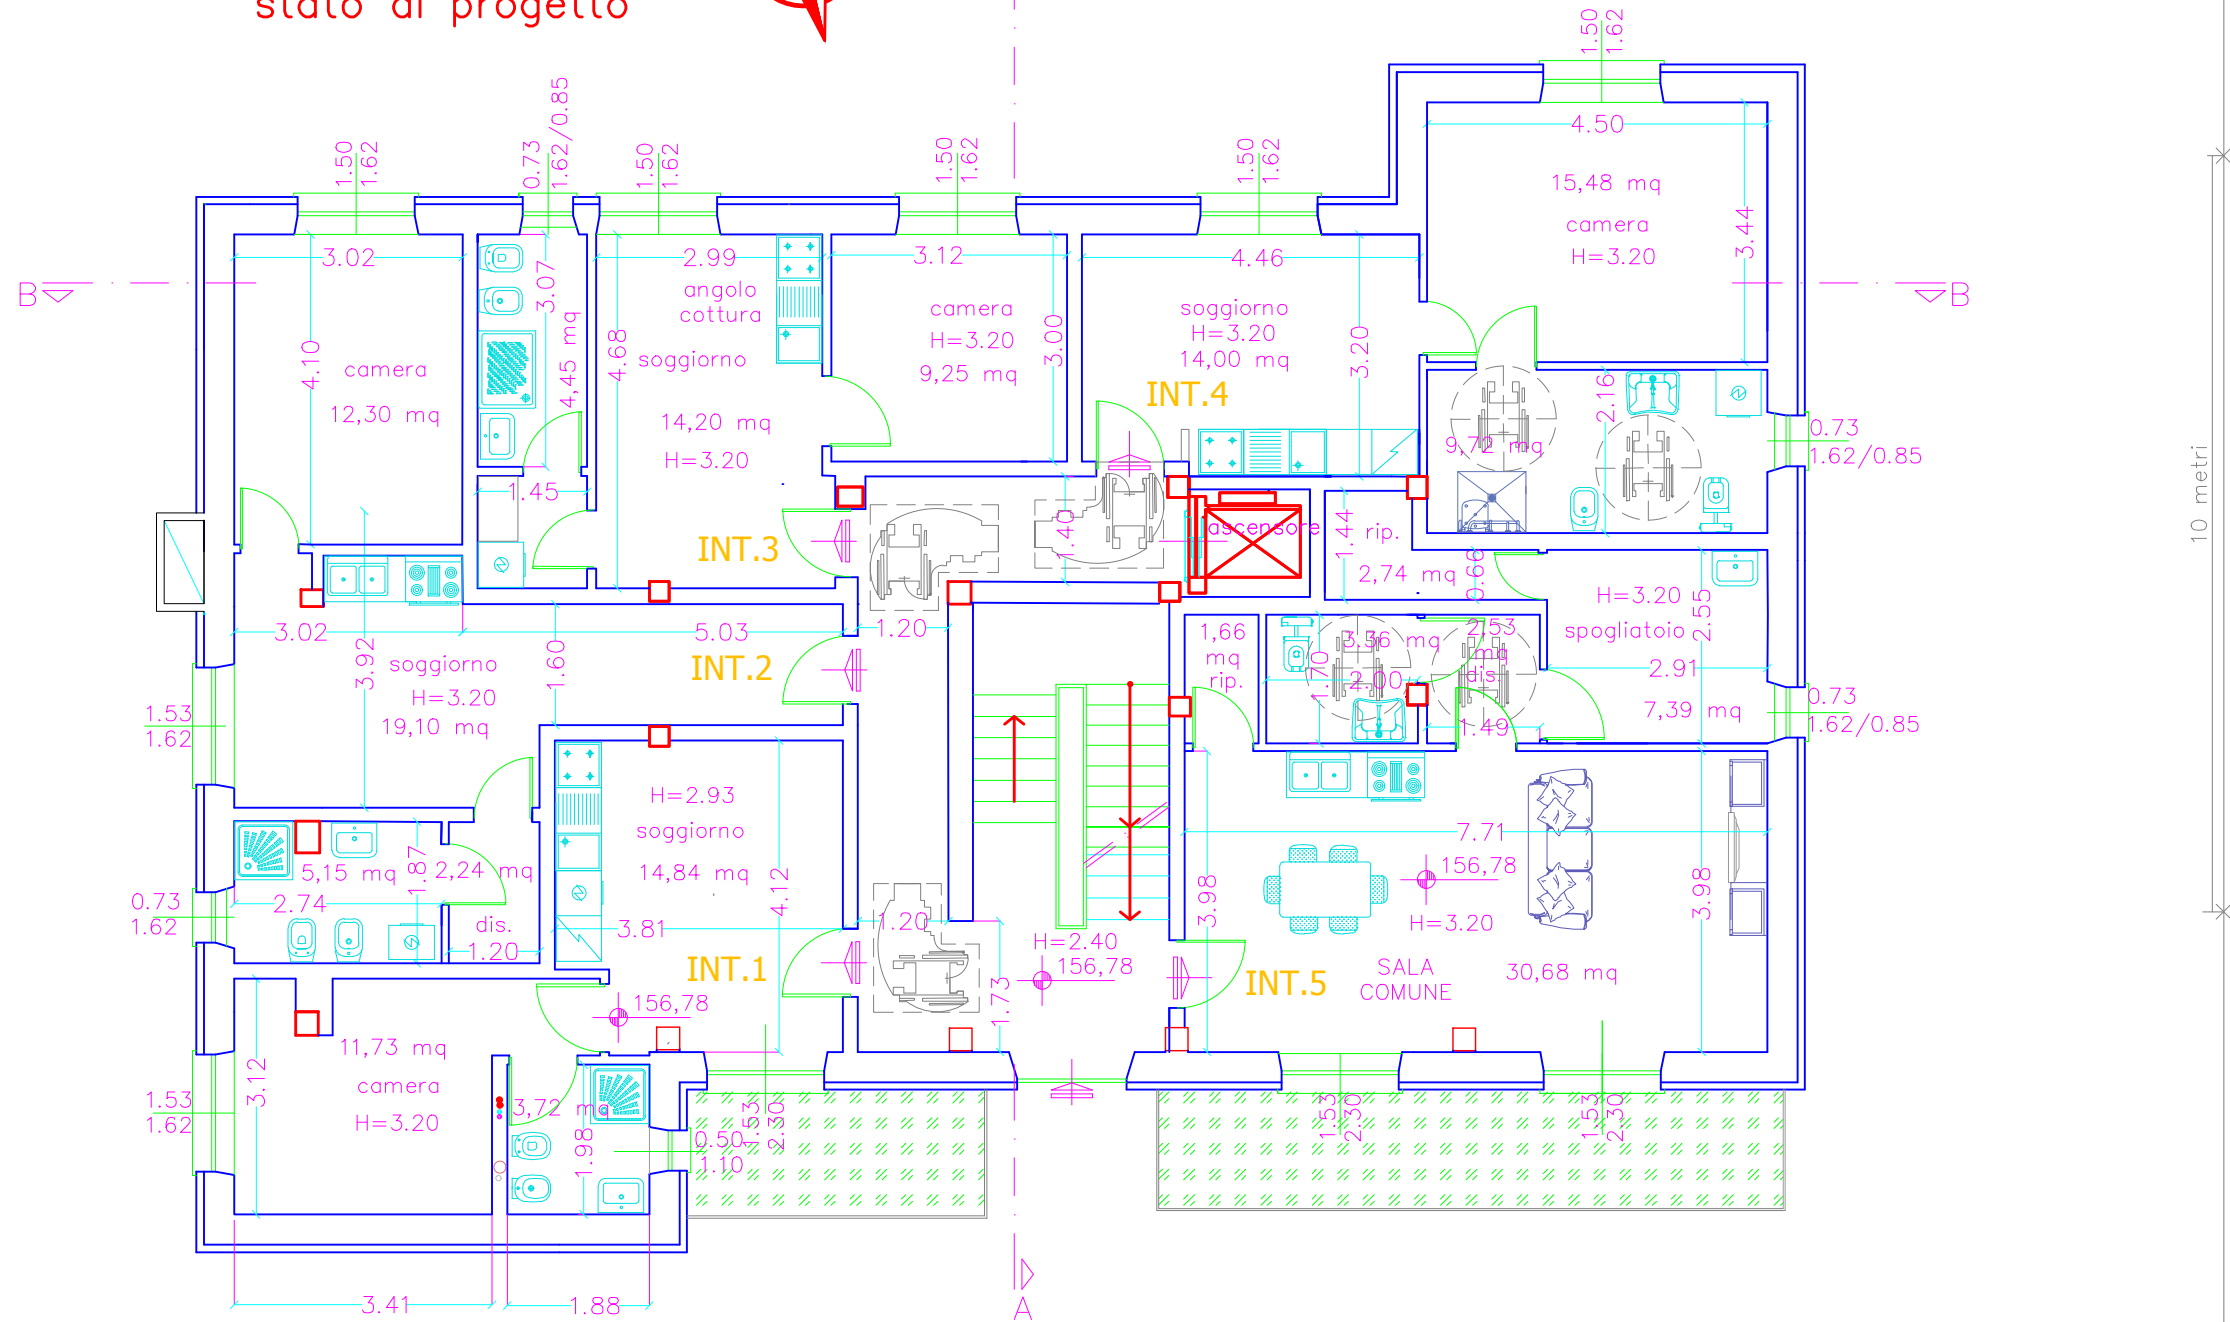 stato di progetto
1.50
1.62
4.50
15,48 mq
camera
H=3.20
3.44
1.50
1.62
0.73
1.62/0.85
1.50
1.62
1.50
1.62
1.50
1.62
B
B
3.02
4.10
camera
12,30 mq
3.07
4,45 mq
1.45
2.99
angolo
cottura
4.68
soggiorno
14,20 mq
H=3.20
INT.3
3.12
camera
H=3.20
9,25 mq
3.00
4.46
soggiorno
H=3.20
14,00 mq
3.20
INT.4
9,72 mq
2.16
0.73
1.62/0.85
10 metri
1.40
ascensore
1.44
rip.
2,74 mq
0.66
H=3.20
spogliatoio
2.55
2.91
7,39 mq
0.73
1.62/0.85
3.02
5.03
1.20
3.92
soggiorno
H=3.20
19,10 mq
1.60
INT.2
1.53
1.62
1,66
mq
rip.
3,36 mq
1.70
2.00
2,53
mq
dis.
1.49
H=2.93
soggiorno
14,84 mq
4.12
3.81
INT.1
156,78
5,15 mq
1.87
2,24 mq
2.74
dis.
1.20
0.73
1.62
1.20
1.73
H=2.40
156,78
7.71
156,78
H=3.20
3.98
3.98
SALA
COMUNE
30,68 mq
INT.5
3.12
11,73 mq
camera
H=3.20
1.53
1.62
3,72 mq
1.98
0.50
1.10
1.53
2.30
1.53
2.30
1.53
2.30
3.41
1.88
A